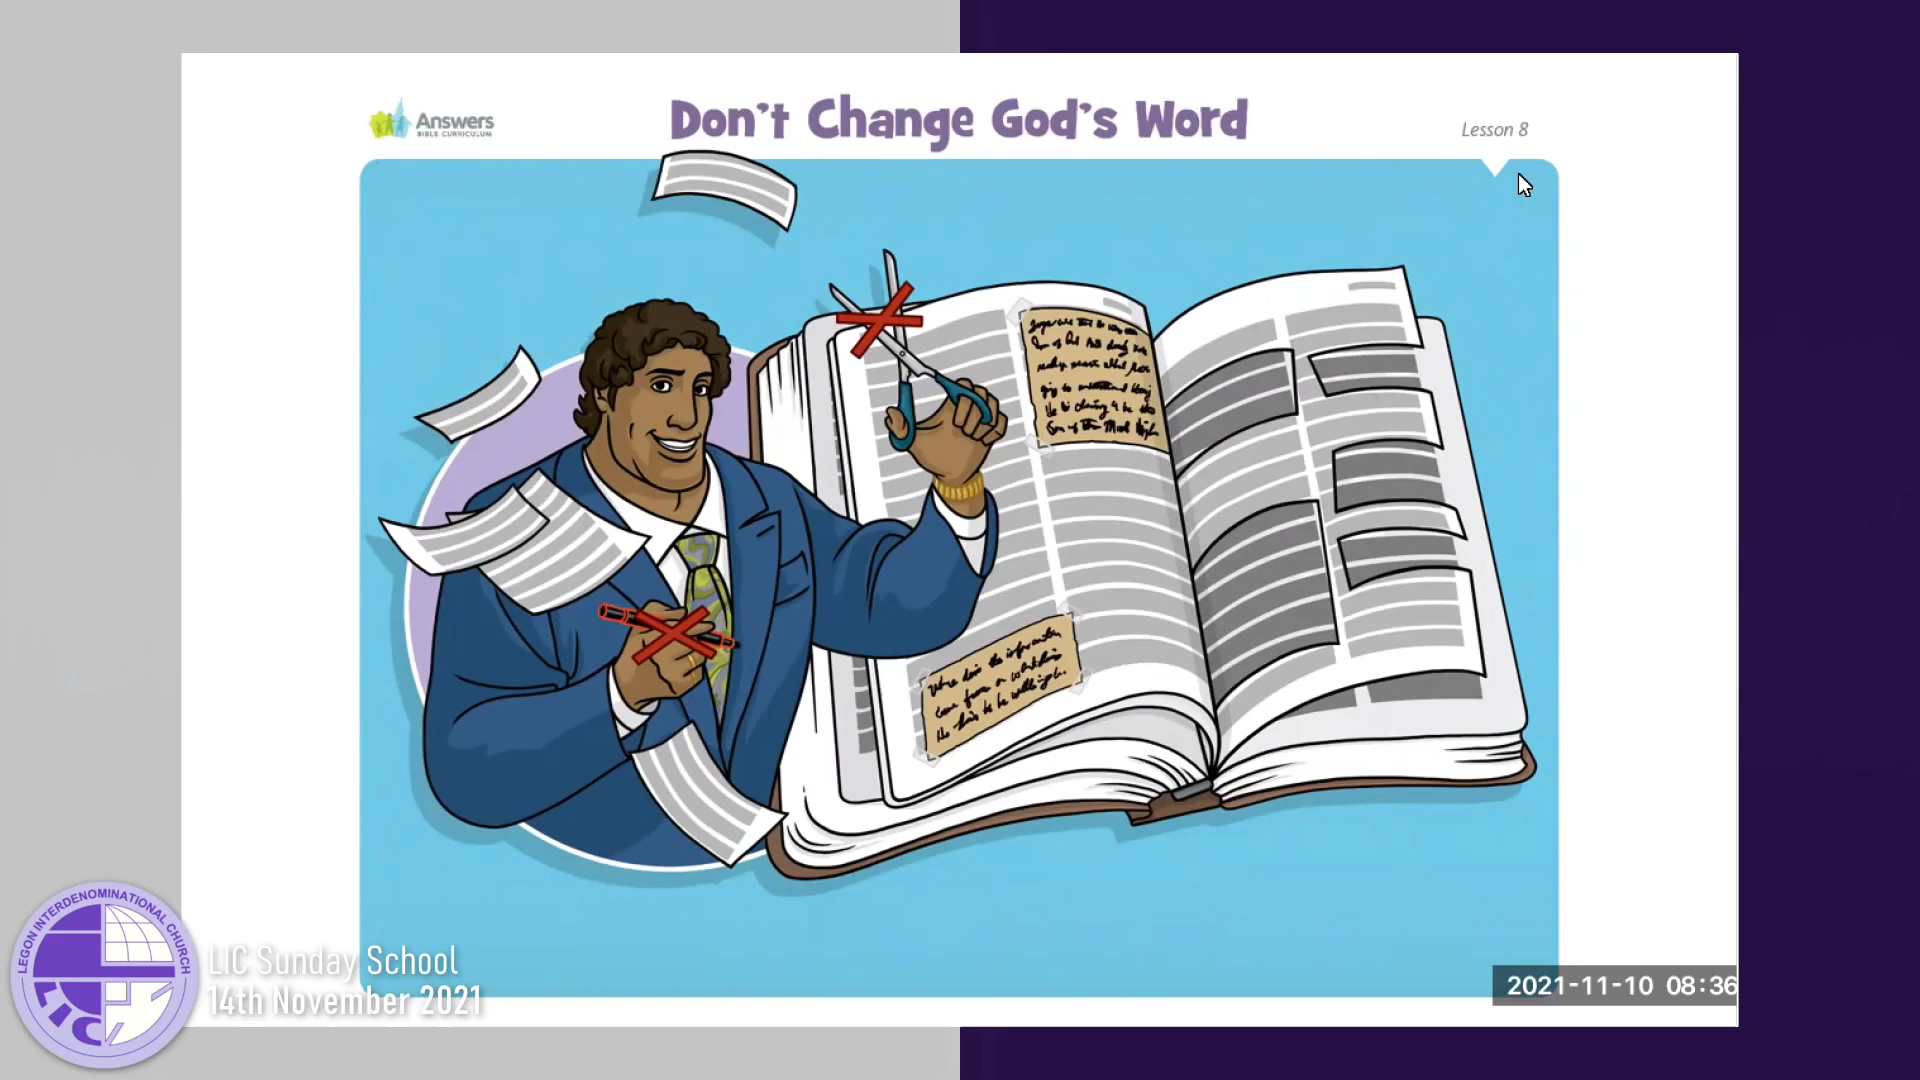 Don't Change God's Word
Answers
BIBLE CURRICULUM
Lesson 8
LEGON INTERDENOMINATIONAL CHURCH
LIC
LIC Sunday School
14th November 2021
2021-11-10 08:36